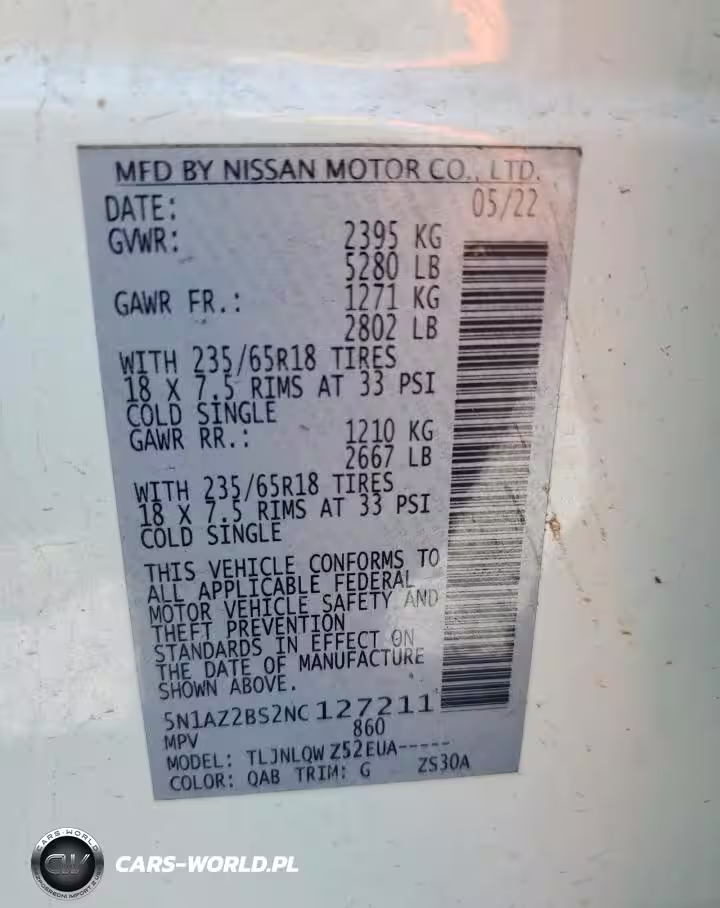 MFD BY NISSAN MOTOR CO., LTD.
DATE: 05/22
GVWR: 2395 KG
5280 LB
GAWR FR.: 1271 KG
2802 LB
WITH 235/65R18 TIRES
18 X 7.5 RIMS AT 33 PSI
COLD SINGLE
GAWR RR.: 1210 KG
2667 LB
WITH 235/65R18 TIRES
18 X 7.5 RIMS AT 33 PSI
COLD SINGLE
THIS VEHICLE CONFORMS TO
ALL APPLICABLE FEDERAL
MOTOR VEHICLE SAFETY AND
THEFT PREVENTION
STANDARDS IN EFFECT ON
THE DATE OF MANUFACTURE
SHOWN ABOVE.
5N1AZ2BS2NC127211
MPV 860
MODEL: TLJNLQWZ52EUA-----
COLOR: QAB TRIM: G ZS30A
CARS-WORLD
CW
CARS-WORLD.PL